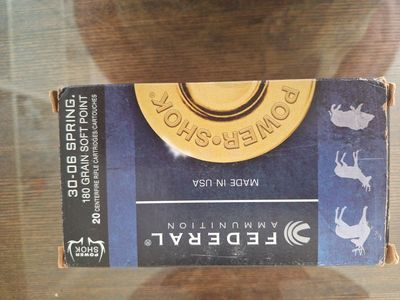 30-06 SPRING.
180 GRAIN SOFT POINT
20 CENTERFIRE RIFLE CARTRIDGES CARTOUCHES
POWER
SHOK
POWER·SHOK
MADE IN USA
FEDERAL®
AMMUNITION